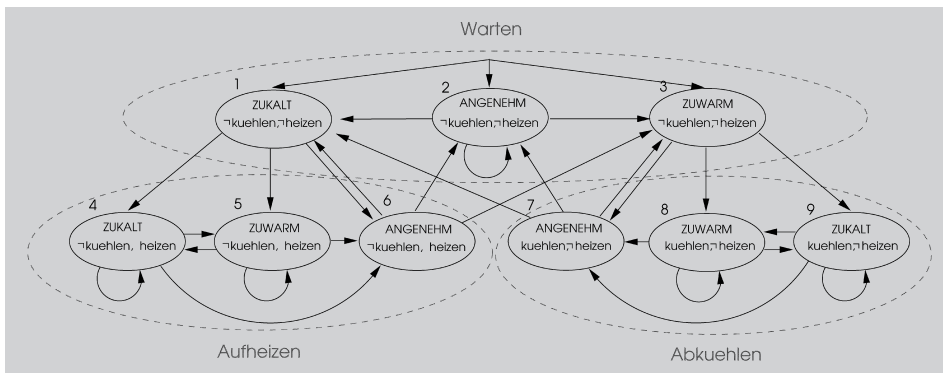 Warten
1
ZUKALT
¬kuehlen,¬heizen
2
ANGENEHM
¬kuehlen,¬heizen
3
ZUWARM
¬kuehlen,¬heizen
4
ZUKALT
¬kuehlen, heizen
5
ZUWARM
¬kuehlen, heizen
6
ANGENEHM
¬kuehlen, heizen
7
ANGENEHM
kuehlen,¬heizen
8
ZUWARM
kuehlen,¬heizen
9
ZUKALT
kuehlen,¬heizen
Aufheizen
Abkuehlen